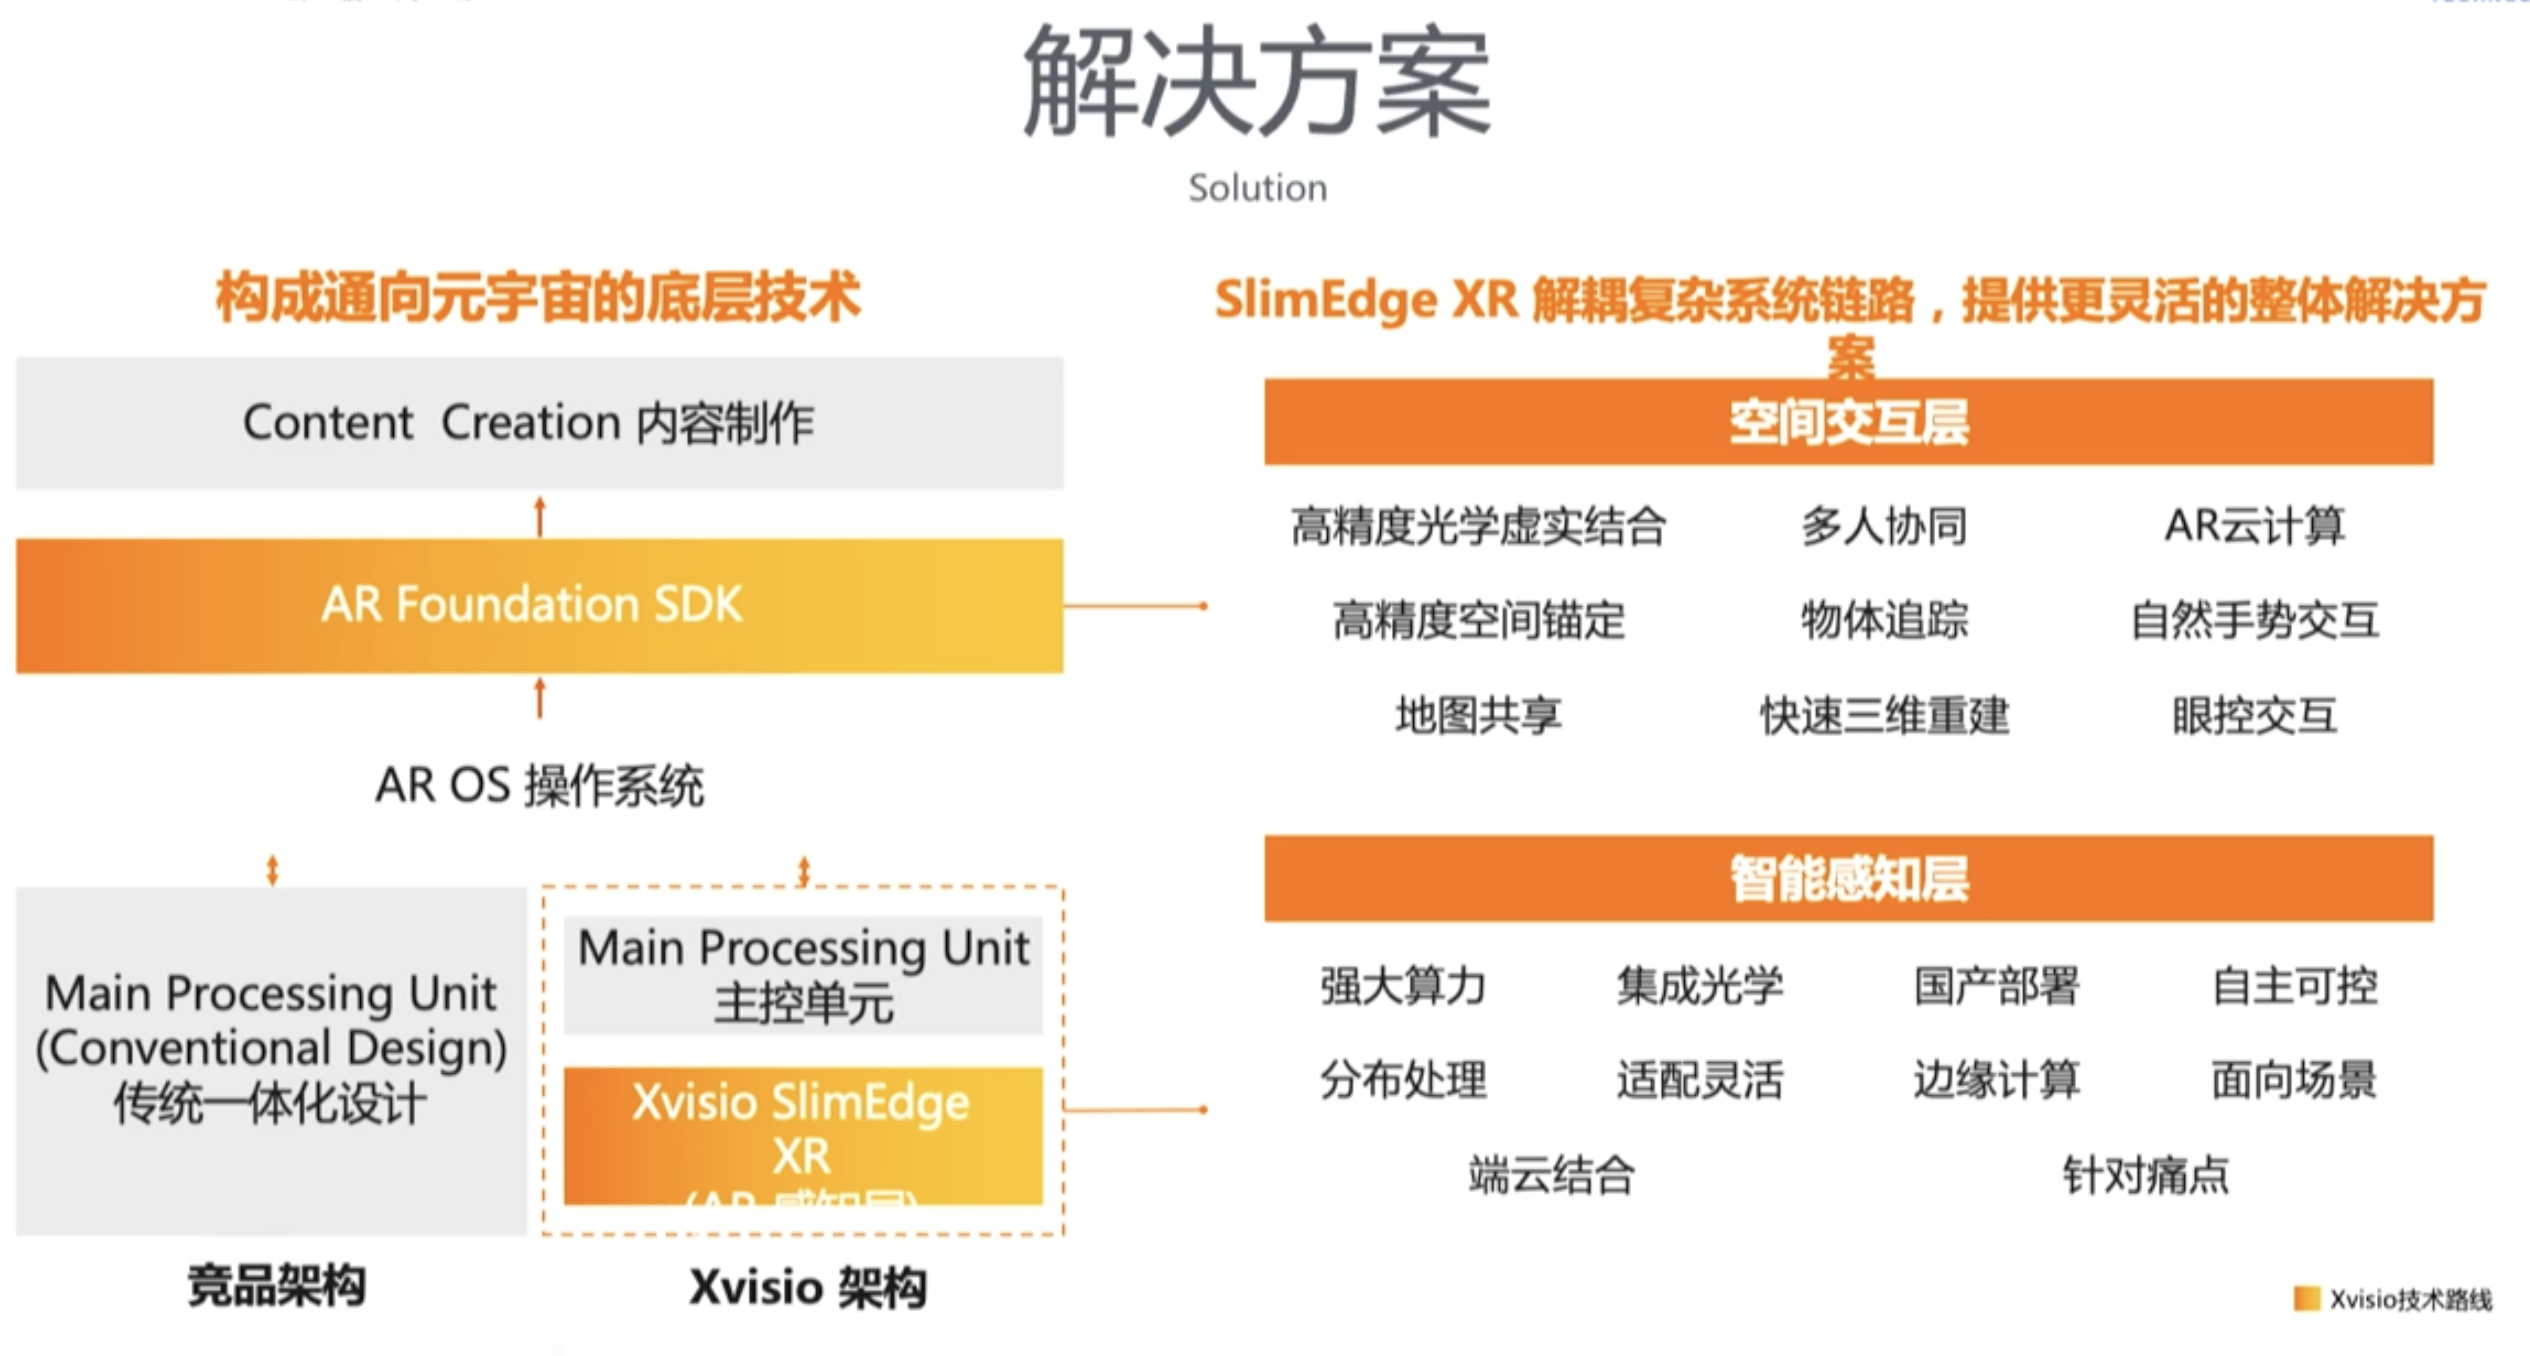 解决方案
Solution
构成通向元宇宙的底层技术
Content Creation 内容制作
AR Foundation SDK
AR OS 操作系统
Main Processing Unit
(Conventional Design)
传统一体化设计
竞品架构
Main Processing Unit
主控单元
Xvisio SlimEdge
XR
(AR 感知层)
Xvisio 架构
SlimEdge XR 解耦复杂系统链路，提供更灵活的整体解决方
案
空间交互层
高精度光学虚实结合 多人协同 AR云计算
高精度空间锚定 物体追踪 自然手势交互
地图共享 快速三维重建 眼控交互
智能感知层
强大算力 集成光学 国产部署 自主可控
分布处理 适配灵活 边缘计算 面向场景
端云结合 针对痛点
Xvisio技术路线